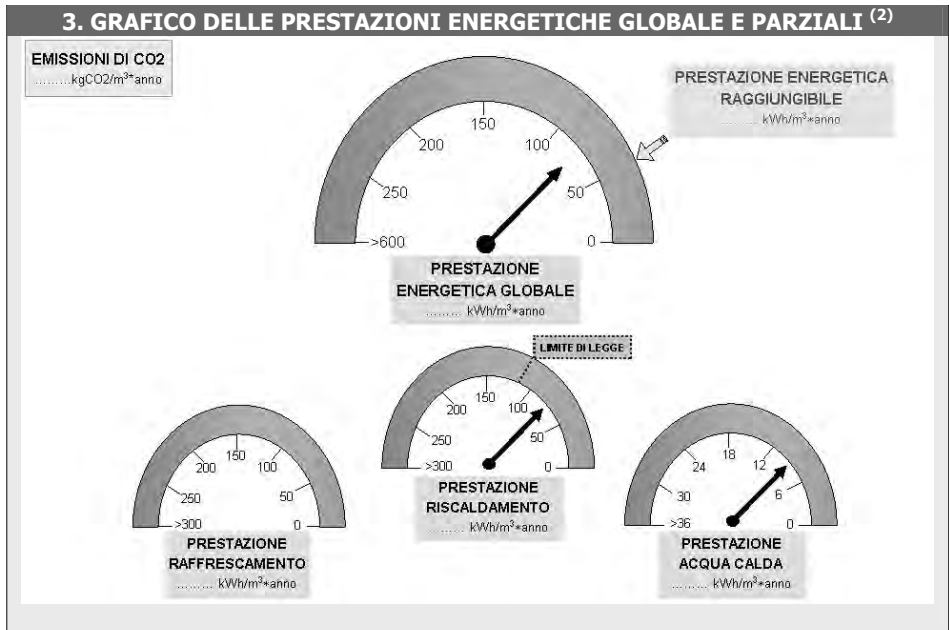 3. GRAFICO DELLE PRESTAZIONI ENERGETICHE GLOBALE E PARZIALI (2)
EMISSIONI DI CO2
.........kgCO2/m³*anno
PRESTAZIONE ENERGETICA
RAGGIUNGIBILE
......... kWh/m³*anno
>600
250
200
150
100
50
0
PRESTAZIONE
ENERGETICA GLOBALE
......... kWh/m³*anno
LIMITE DI LEGGE
>300
250
200
150
100
50
0
PRESTAZIONE
RISCALDAMENTO
......... kWh/m³*anno
>300
250
200
150
100
50
0
PRESTAZIONE
RAFFRESCAMENTO
......... kWh/m³*anno
>36
30
24
18
12
6
0
PRESTAZIONE
ACQUA CALDA
......... kWh/m³*anno